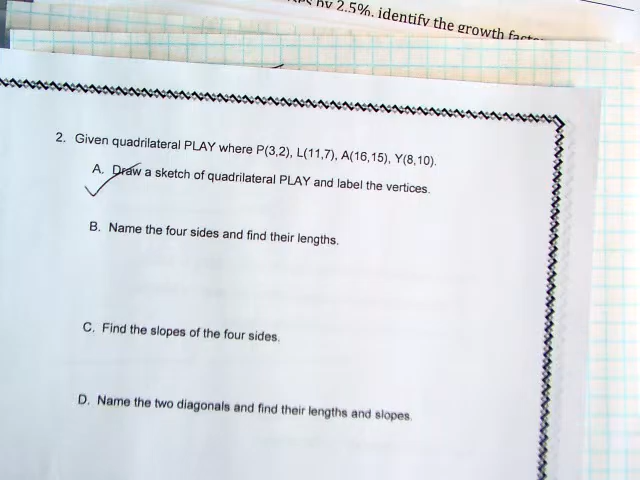 by 2.5%. identify the growth
2. Given quadrilateral PLAY where P(3,2), L(11,7), A(16,15), Y(8,10).
A. Draw a sketch of quadrilateral PLAY and label the vertices.
B. Name the four sides and find their lengths.
C. Find the slopes of the four sides.
D. Name the two diagonals and find their lengths and slopes.